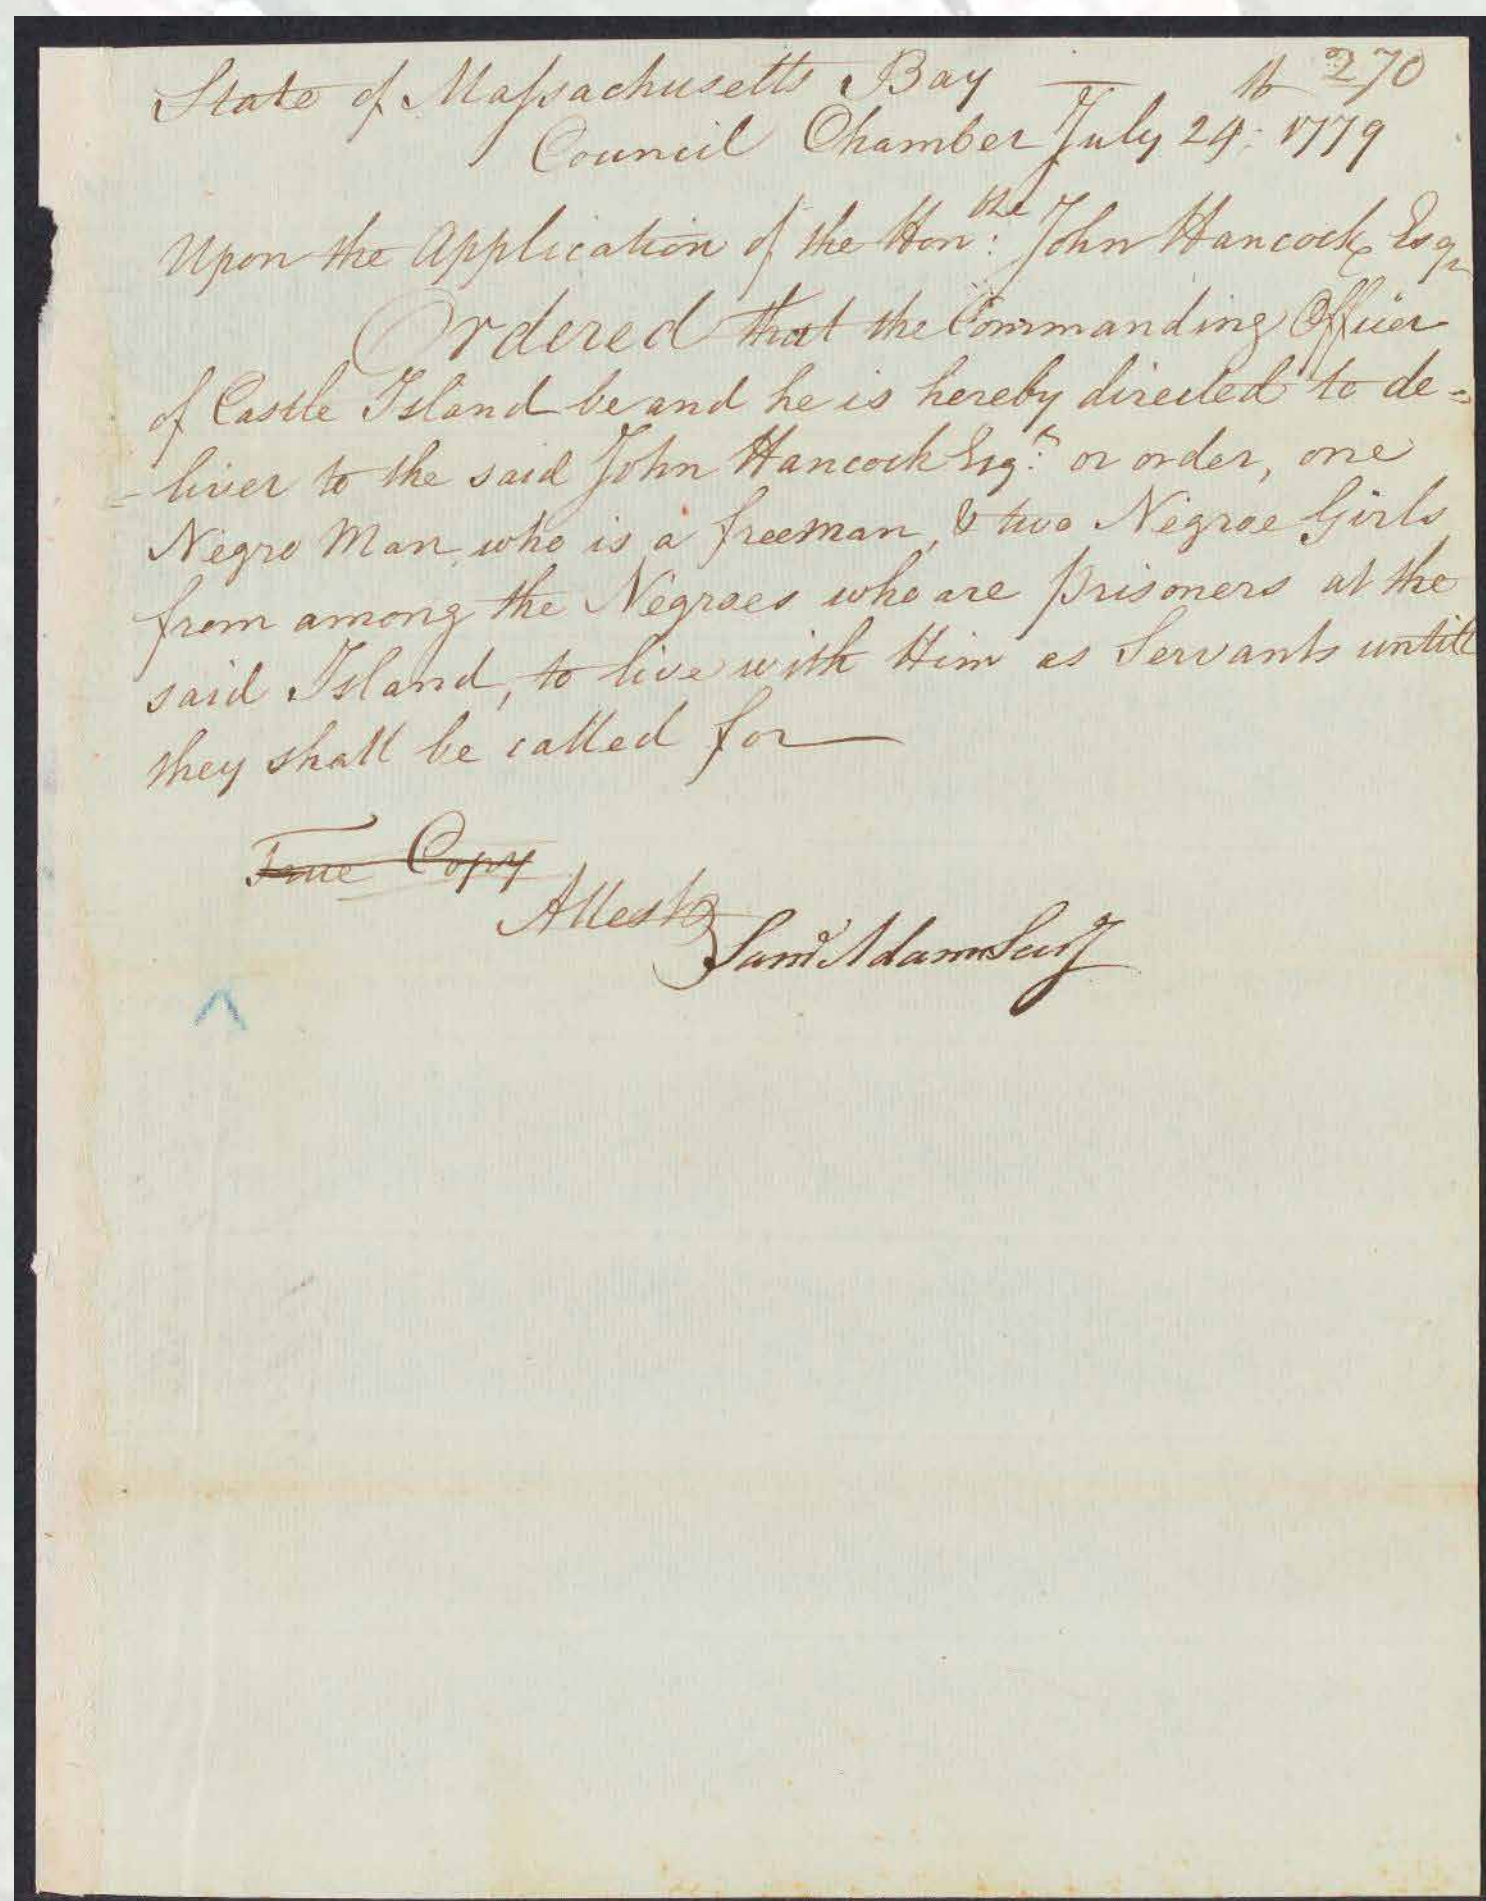 State of Massachusetts Bay — 270
Council Chamber July 24: 1779
Upon the Application of the Hon:ble John Hancock Esqr
Ordered that the Commanding Officer
of Castle Island be and he is hereby directed to de=
=liver to the said John Hancock Esq:r or order, one
Negro Man who is a freeman, & two Negroe Girls
from among the Negroes who are prisoners at the
said Island, to live with Him as Servants untill
they shall be called for —
True Copy
Attest
Saml Adams Secy